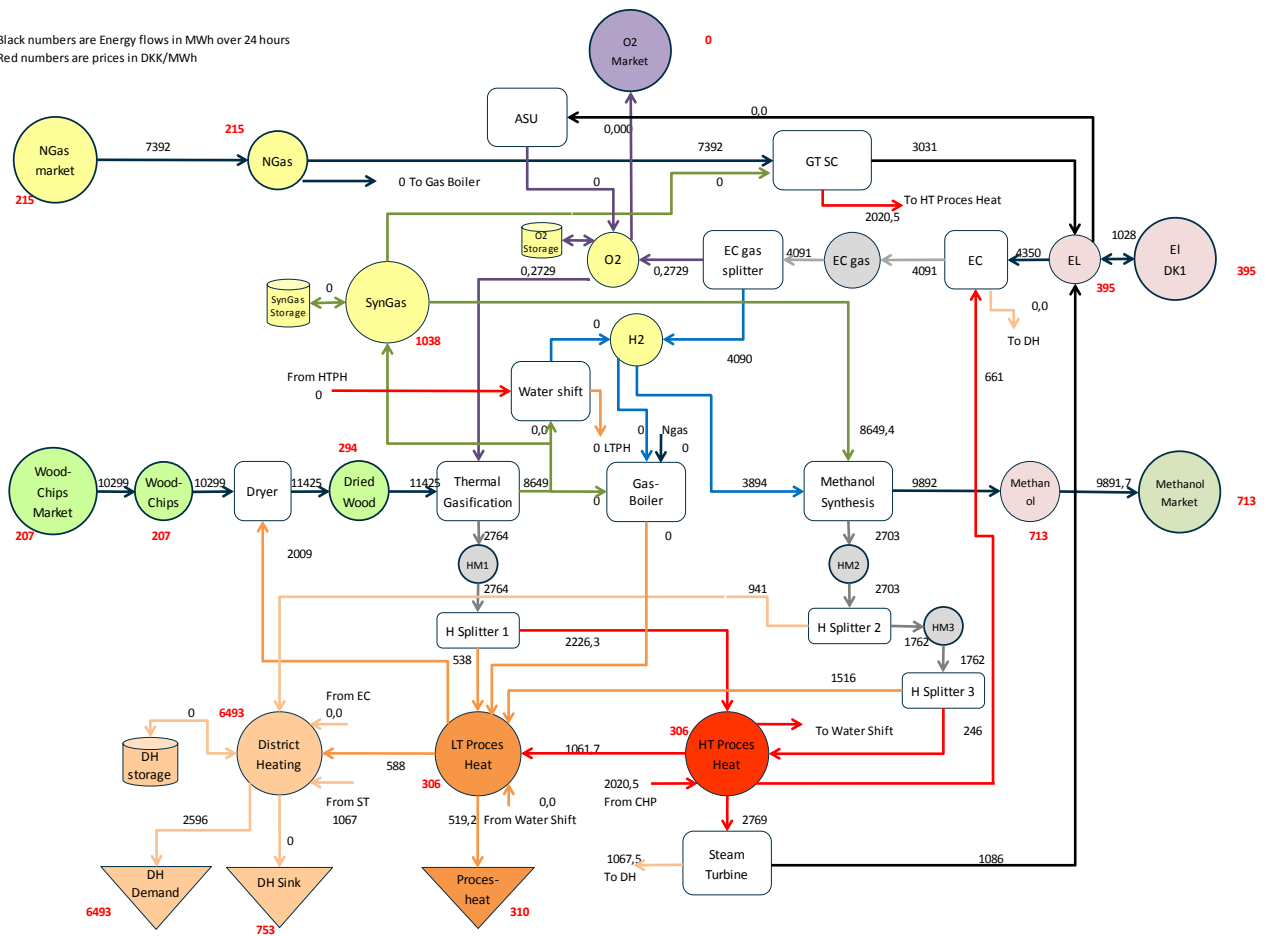 Black numbers are Energy flows in MWh over 24 hours
Red numbers are prices in DKK/MWh
O2
Market
0
ASU
0,0
0,000
NGas
market
215
7392
215
NGas
7392
0 To Gas Boiler
0
0
GT SC
3031
To HT Proces Heat
2020,5
O2
Storage
O2
0,2729
0,2729
EC gas
splitter
4091
EC gas
4091
EC
4350
EL
395
1028
El
DK1
395
0,0
To DH
SynGas
Storage
0
SynGas
1038
0
H2
4090
From HTPH
0
Water shift
0,0
0 LTPH
0
Ngas
0
661
8649,4
294
Wood-
Chips
Market
207
10299
Wood-
Chips
207
10299
Dryer
11425
Dried
Wood
11425
Thermal
Gasification
8649
0
Gas-
Boiler
0
3894
Methanol
Synthesis
9892
Methan
ol
713
9891,7
Methanol
Market
713
2009
2764
HM1
2764
2703
HM2
2703
941
H Splitter 1
2226,3
538
H Splitter 2
1762
HM3
1762
1516
H Splitter 3
246
From EC
0,0
6493
0
DH
storage
District
Heating
588
LT Proces
Heat
306
1061,7
306
HT Proces
Heat
To Water Shift
From ST
1067
2020,5
From CHP
0,0
From Water Shift
2596
0
519,2
2769
DH
Demand
6493
DH Sink
753
Proces-
heat
310
1067,5
To DH
Steam
Turbine
1086